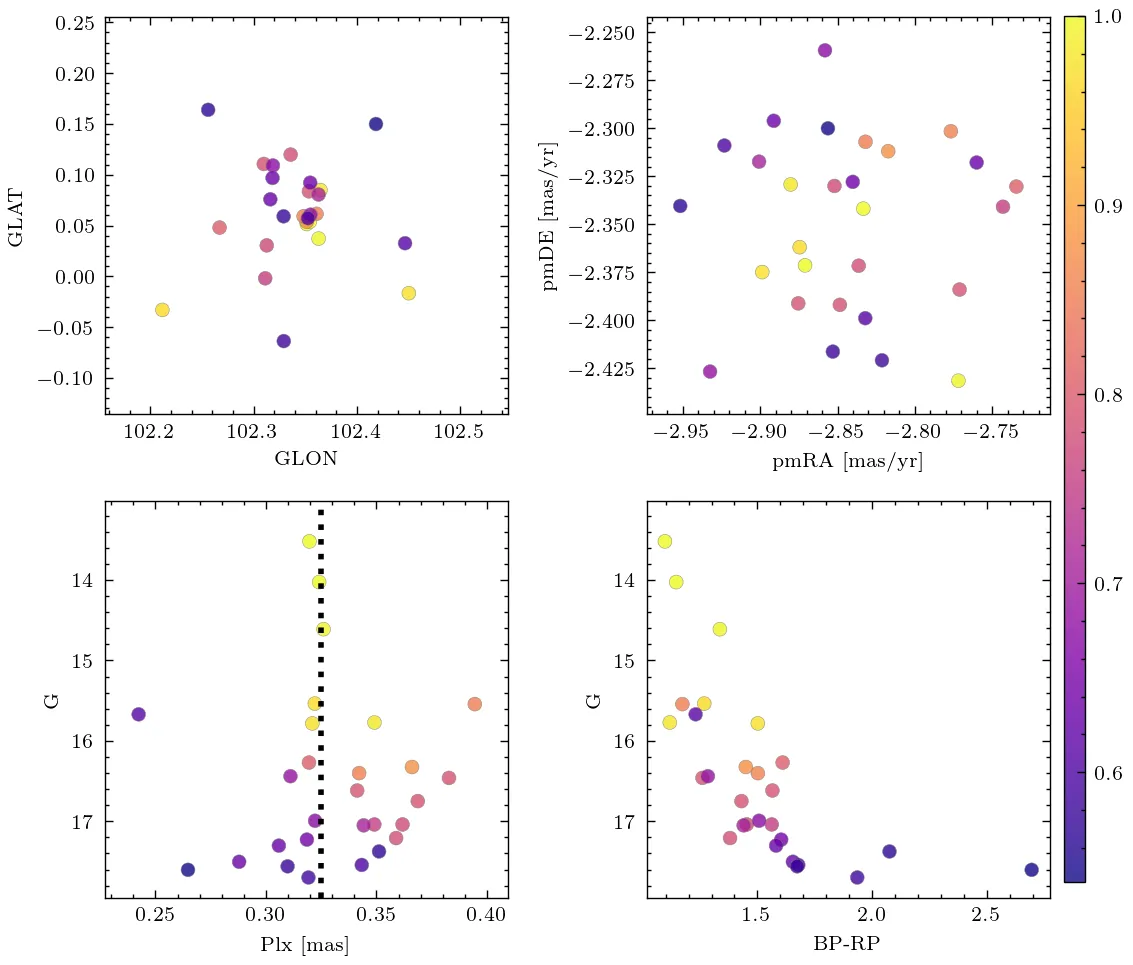 0.25
0.20
0.15
0.10
0.05
0.00
−0.05
−0.10
GLAT
102.2 102.3 102.4 102.5
GLON
−2.250
−2.275
−2.300
−2.325
−2.350
−2.375
−2.400
−2.425
pmDE [mas/yr]
−2.95 −2.90 −2.85 −2.80 −2.75
pmRA [mas/yr]
1.0
0.9
0.8
0.7
0.6
14
15
16
17
G
0.25 0.30 0.35 0.40
Plx [mas]
14
15
16
17
G
1.5 2.0 2.5
BP-RP